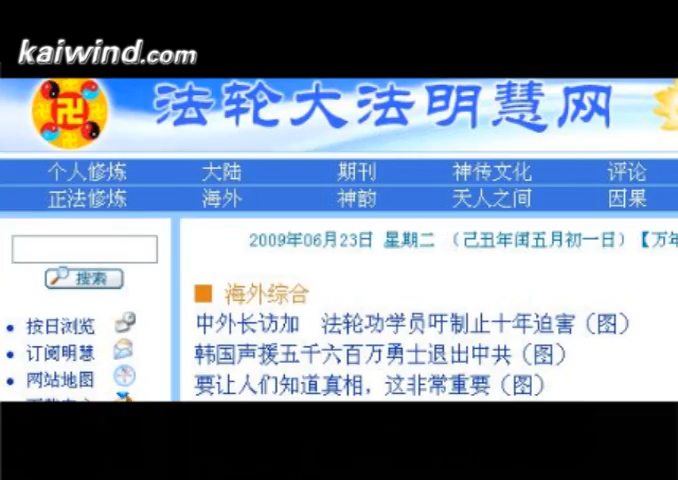 kaiwind.com
法轮大法明慧网
个人修炼 大陆 期刊 神传文化 评论
正法修炼 海外 神韵 天人之间 因果
2009年06月23日 星期二 （己丑年闰五月初一日）【万年
搜索
海外综合
按日浏览 中外长访加 法轮功学员吁制止十年迫害（图）
订阅明慧 韩国声援五千六百万勇士退出中共（图）
网站地图 要让人们知道真相，这非常重要（图）